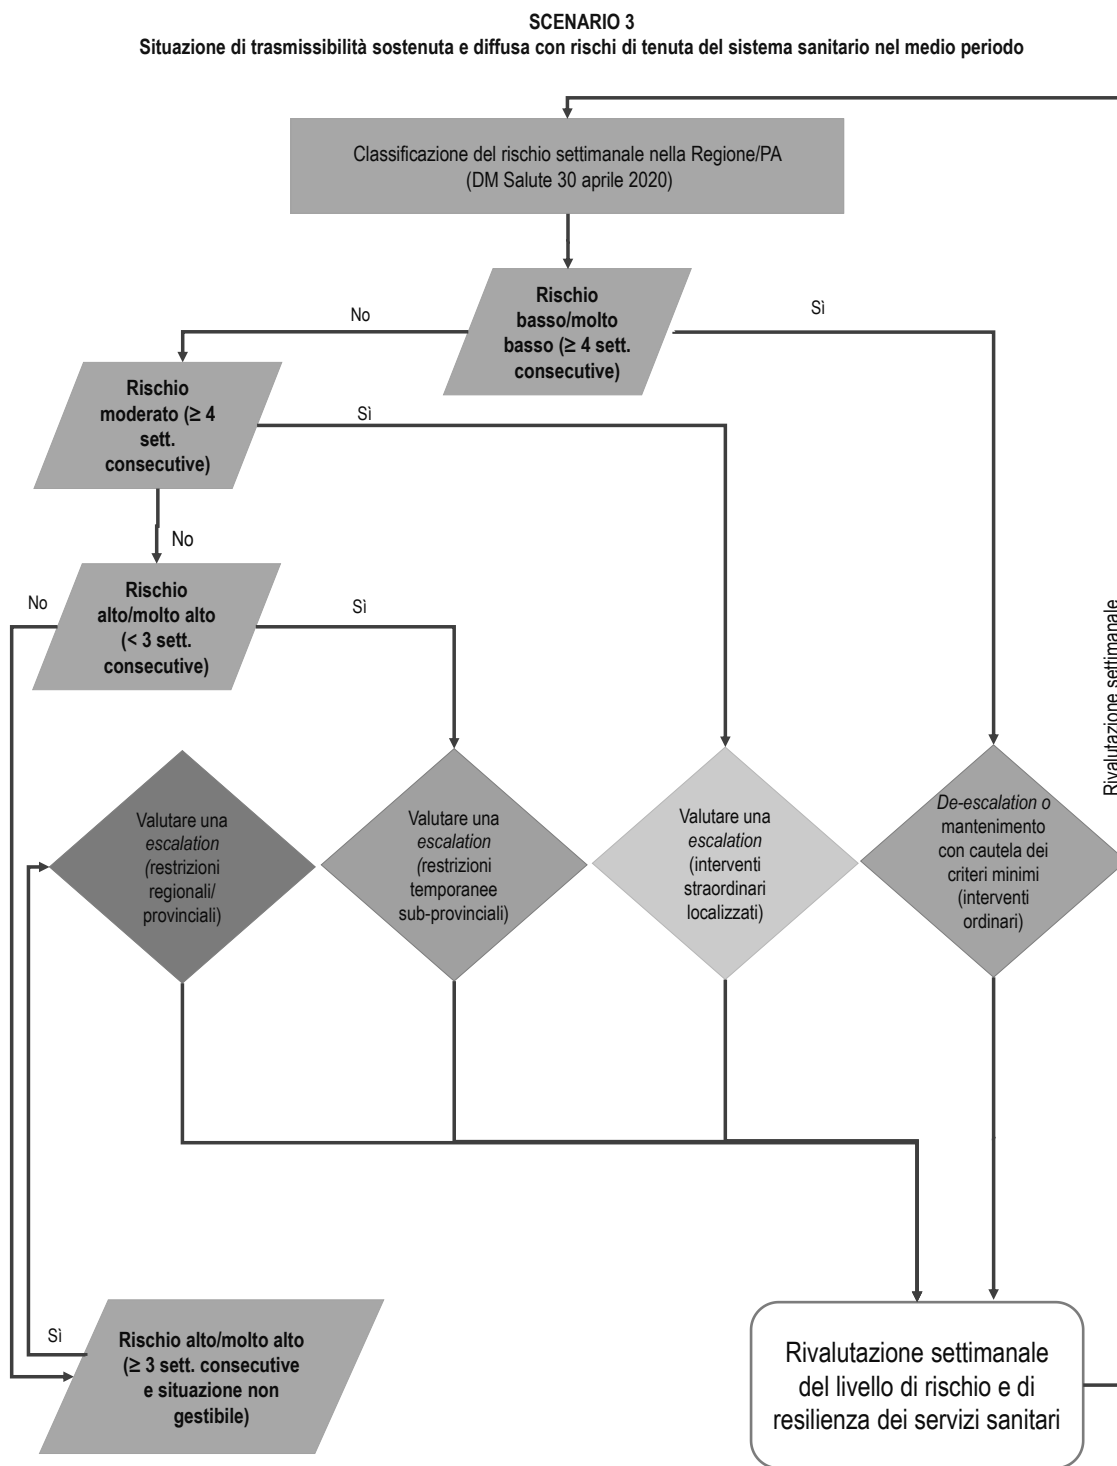 SCENARIO 3
Situazione di trasmissibilità sostenuta e diffusa con rischi di tenuta del sistema sanitario nel medio periodo
Classificazione del rischio settimanale nella Regione/PA
(DM Salute 30 aprile 2020)
Rischio
basso/molto
basso (≥ 4 sett.
consecutive)
No
Sì
Rischio
moderato (≥ 4
sett.
consecutive)
Sì
No
Rischio
alto/molto alto
(< 3 sett.
consecutive)
No
Sì
Rivalutazione settimanale
Valutare una
escalation
(restrizioni
regionali/
provinciali)
Valutare una
escalation
(restrizioni
temporanee
sub-provinciali)
Valutare una
escalation
(interventi
straordinari
localizzati)
De-escalation o
mantenimento
con cautela dei
criteri minimi
(interventi
ordinari)
Sì
Rischio alto/molto alto
(≥ 3 sett. consecutive
e situazione non
gestibile)
Rivalutazione settimanale
del livello di rischio e di
resilienza dei servizi sanitari